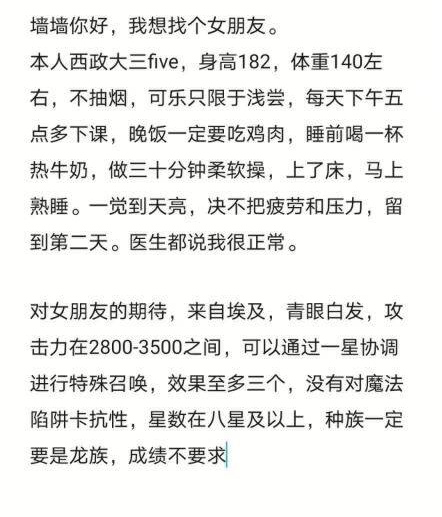 墙墙你好，我想找个女朋友。
本人西政大三five，身高182，体重140左
右，不抽烟，可乐只限于浅尝，每天下午五
点多下课，晚饭一定要吃鸡肉，睡前喝一杯
热牛奶，做三十分钟柔软操，上了床，马上
熟睡。一觉到天亮，决不把疲劳和压力，留
到第二天。医生都说我很正常。
对女朋友的期待，来自埃及，青眼白发，攻
击力在2800-3500之间，可以通过一星协调
进行特殊召唤，效果至多三个，没有对魔法
陷阱卡抗性，星数在八星及以上，种族一定
要是龙族，成绩不要求